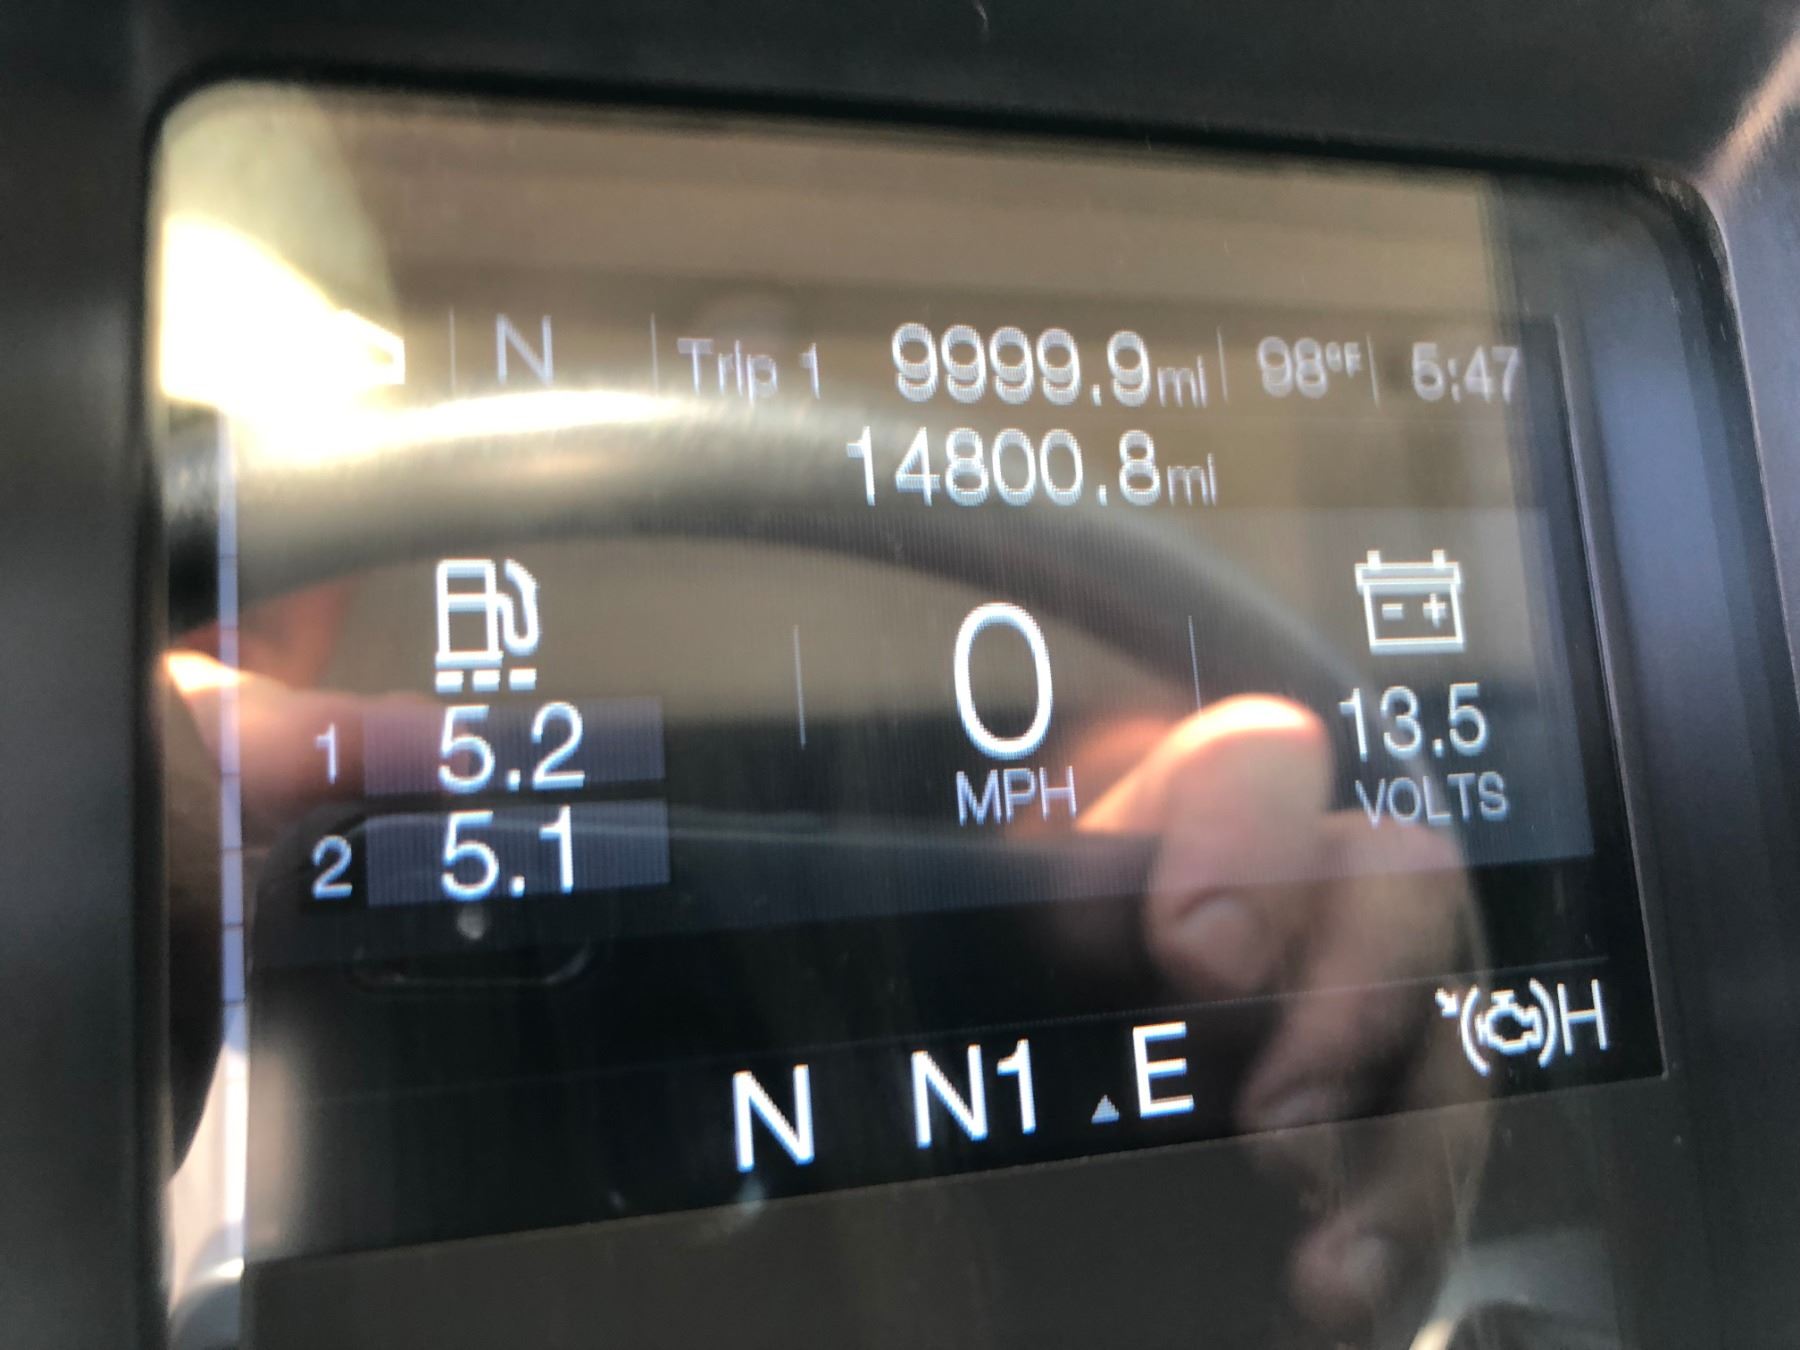 N Trip 1 9999.9mi 98°F 5:47
14800.8mi
- +
1 5.2
2 5.1
0
MPH
13.5
VOLTS
N N1 E H